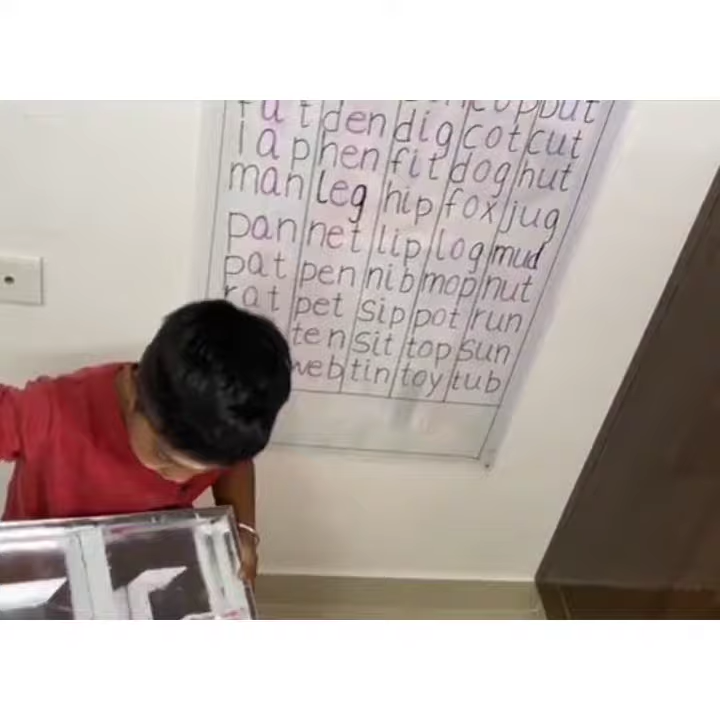 fat den dig cot cut
lap hen fit dog hut
man leg hip fox jug
pan net lip log mud
pat pen nib mop nut
rat pet sip pot run
ten sit top sun
web tin toy tub